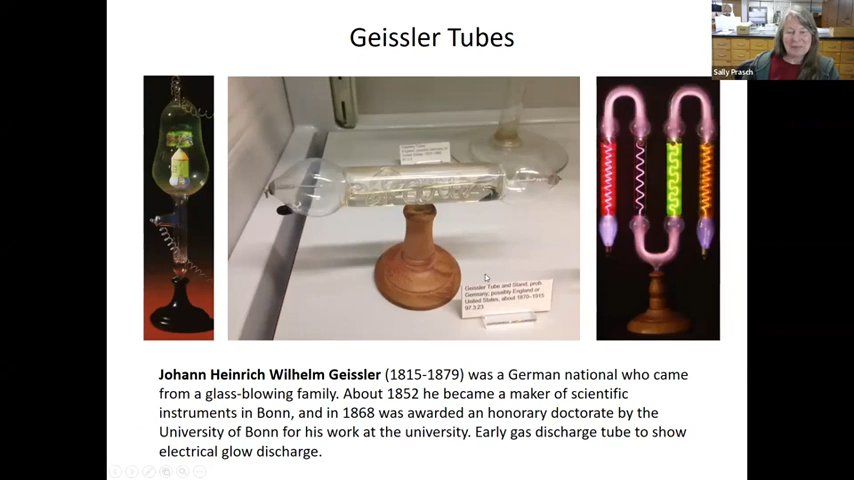 Geissler Tubes
Sally Prasch
Geissler Tube and Stand, prob
Germany, possibly England or
United States, about 1870-1915
97.3.23
Johann Heinrich Wilhelm Geissler (1815-1879) was a German national who came
from a glass-blowing family. About 1852 he became a maker of scientific
instruments in Bonn, and in 1868 was awarded an honorary doctorate by the
University of Bonn for his work at the university. Early gas discharge tube to show
electrical glow discharge.